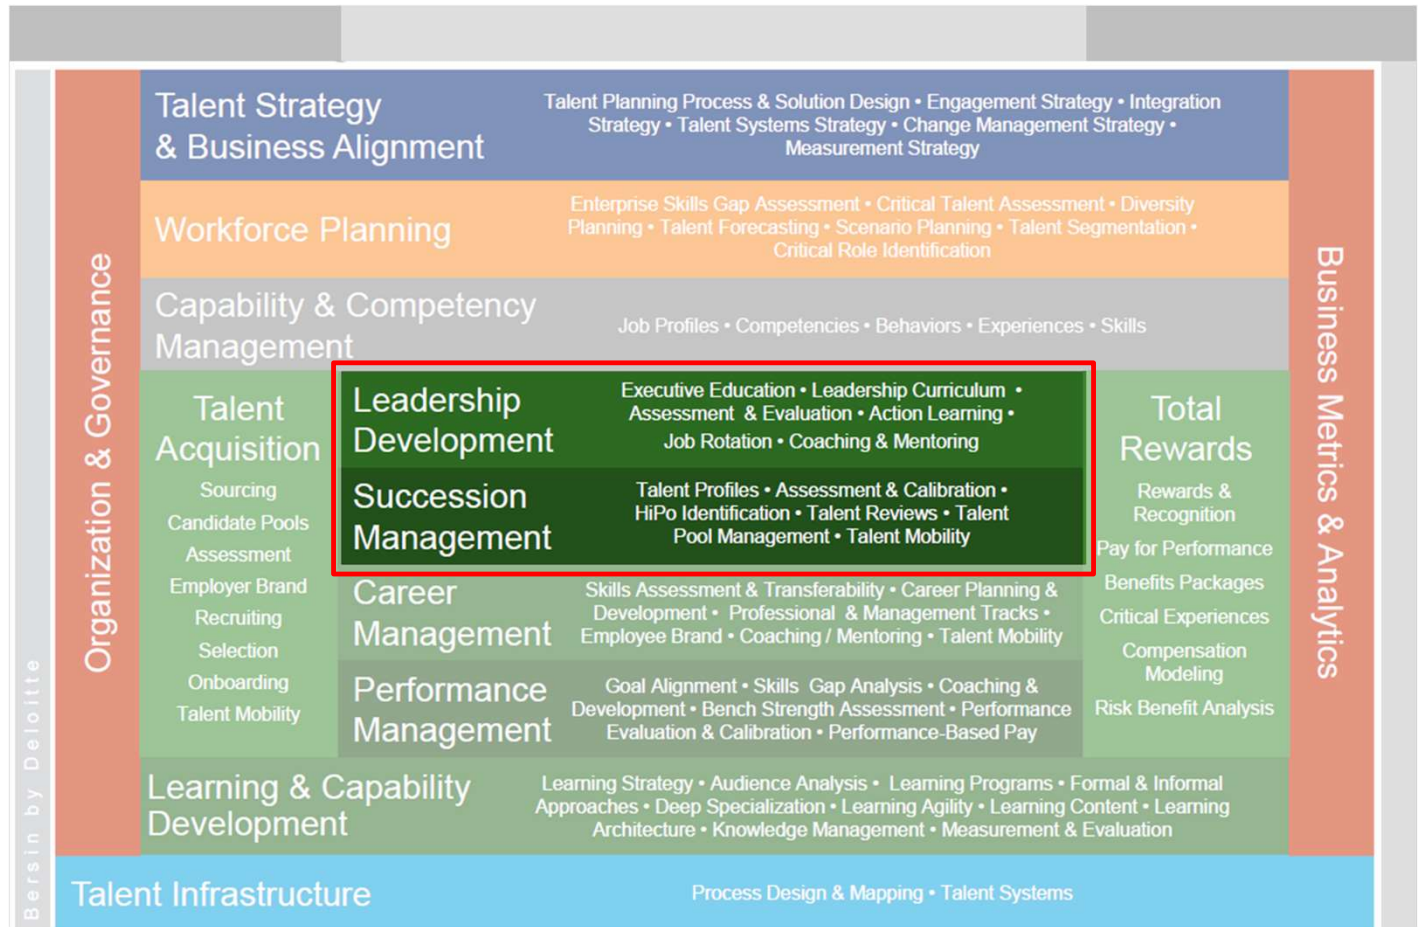 Talent Strategy
& Business Alignment
Talent Planning Process & Solution Design • Engagement Strategy • Integration
Strategy • Talent Systems Strategy • Change Management Strategy •
Measurement Strategy
Workforce Planning
Enterprise Skills Gap Assessment • Critical Talent Assessment • Diversity
Planning • Talent Forecasting • Scenario Planning • Talent Segmentation •
Critical Role Identification
Capability & Competency
Management
Job Profiles • Competencies • Behaviors • Experiences • Skills
Organization & Governance
Talent
Acquisition
Sourcing
Candidate Pools
Assessment
Employer Brand
Recruiting
Selection
Onboarding
Talent Mobility
Leadership
Development
Executive Education • Leadership Curriculum •
Assessment & Evaluation • Action Learning •
Job Rotation • Coaching & Mentoring
Succession
Management
Talent Profiles • Assessment & Calibration •
HiPo Identification • Talent Reviews • Talent
Pool Management • Talent Mobility
Career
Management
Skills Assessment & Transferability • Career Planning &
Development • Professional & Management Tracks •
Employee Brand • Coaching / Mentoring • Talent Mobility
Performance
Management
Goal Alignment • Skills Gap Analysis • Coaching &
Development • Bench Strength Assessment • Performance
Evaluation & Calibration • Performance-Based Pay
Total
Rewards
Rewards &
Recognition
Pay for Performance
Benefits Packages
Critical Experiences
Compensation
Modeling
Risk Benefit Analysis
Business Metrics & Analytics
Learning & Capability
Development
Learning Strategy • Audience Analysis • Learning Programs • Formal & Informal
Approaches • Deep Specialization • Learning Agility • Learning Content • Learning
Architecture • Knowledge Management • Measurement & Evaluation
Talent Infrastructure
Process Design & Mapping • Talent Systems
Bersin by Deloitte